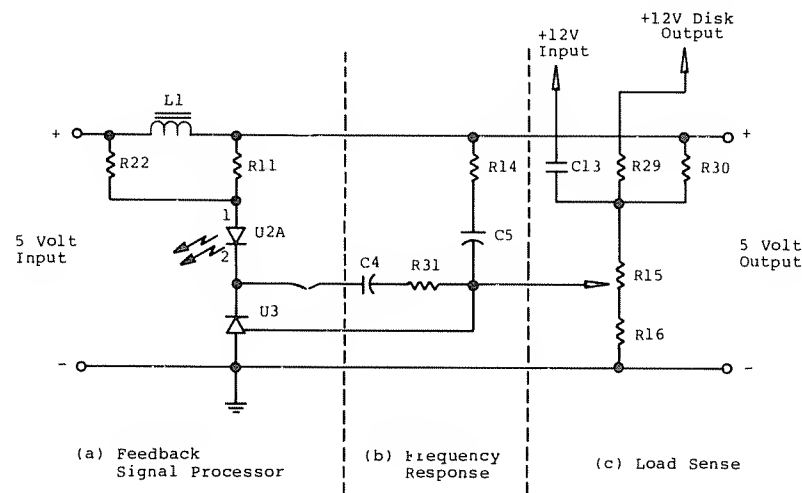 +12V
Input
+12V Disk
Output
L1
+
+
R22
R11
R14
C13
R29
R30
1
U2A
2
C5
5 Volt
Input
C4
R31
R15
5 Volt
Output
U3
R16
-
-
(a) Feedback
Signal Processor
(b) Frequency
Response
(c) Load Sense